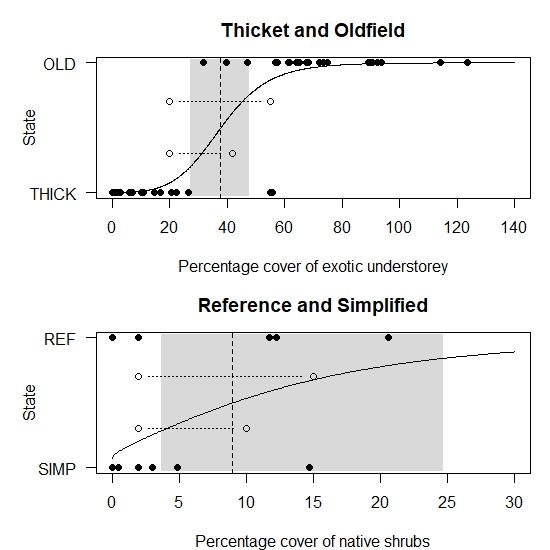 Thicket and Oldfield
OLD
State
THICK
0 20 40 60 80 100 120 140
Percentage cover of exotic understorey
Reference and Simplified
REF
State
SIMP
0 5 10 15 20 25 30
Percentage cover of native shrubs